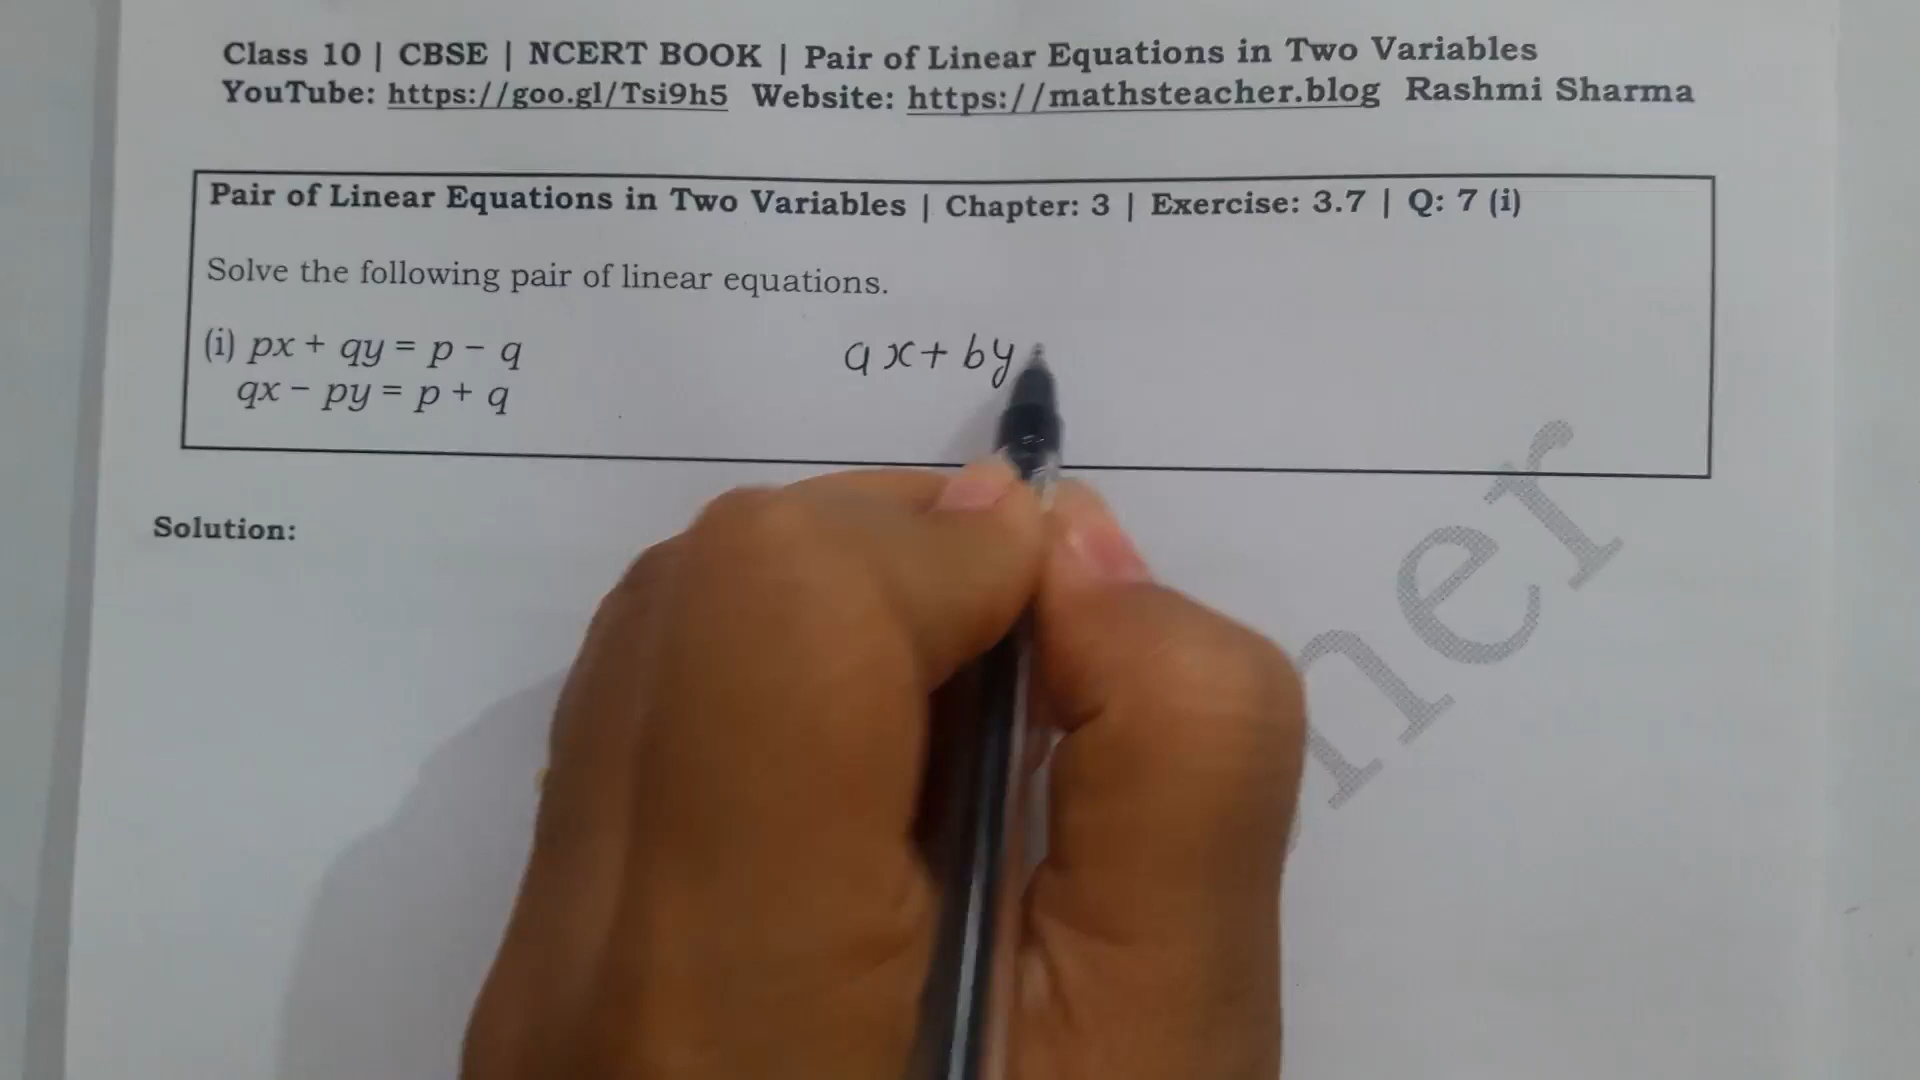 Class 10 | CBSE | NCERT BOOK | Pair of Linear Equations in Two Variables
YouTube: https://goo.gl/Tsi9h5 Website: https://mathsteacher.blog Rashmi Sharma
Pair of Linear Equations in Two Variables | Chapter: 3 | Exercise: 3.7 | Q: 7 (i)
Solve the following pair of linear equations.
(i) px + qy = p − q
ax + by
qx − py = p + q
Solution:
ner